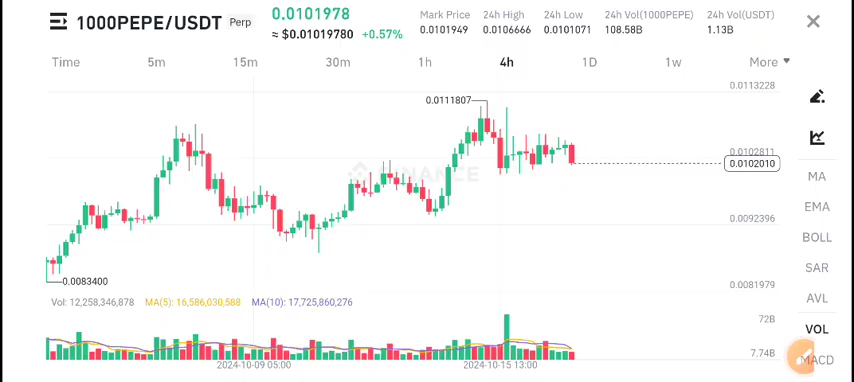 1000PEPE/USDT Perp
0.0101978
≈ $0.01019780 +0.57%
Mark Price 24h High 24h Low 24h Vol(1000PEPE) 24h Vol(USDT)
0.0101949 0.0106666 0.0101071 108.58B 1.13B
Time 5m 15m 30m 1h 4h 1D 1w More
0.0113228
0.0111807
0.0102811
0.0102010
BINANCE
0.0092396
0.0083400
0.0081979
Vol: 12,258,346,878 MA(5): 16,586,030,588 MA(10): 17,725,860,276
72B
7.74B
2024-10-09 05:00 2024-10-15 13:00
MA
EMA
BOLL
SAR
AVL
VOL
MACD